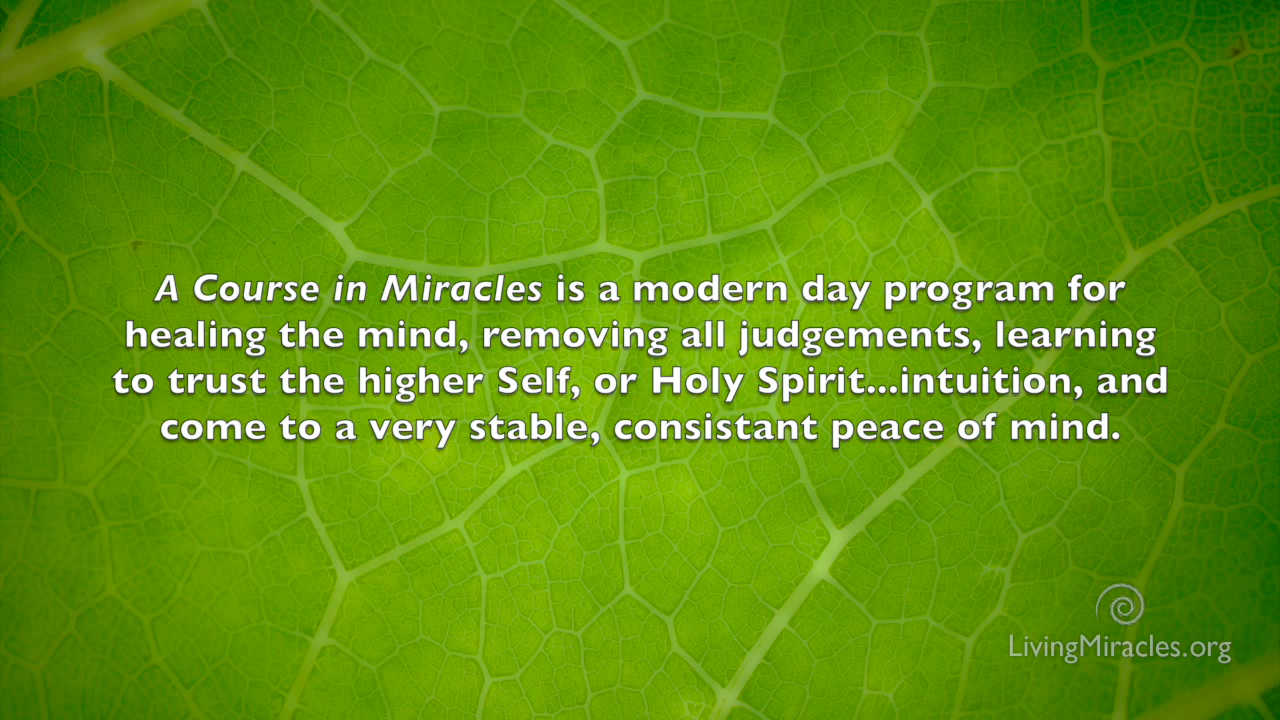 A Course in Miracles is a modern day program for
healing the mind, removing all judgements, learning
to trust the higher Self, or Holy Spirit...intuition, and
come to a very stable, consistant peace of mind.
LivingMiracles.org